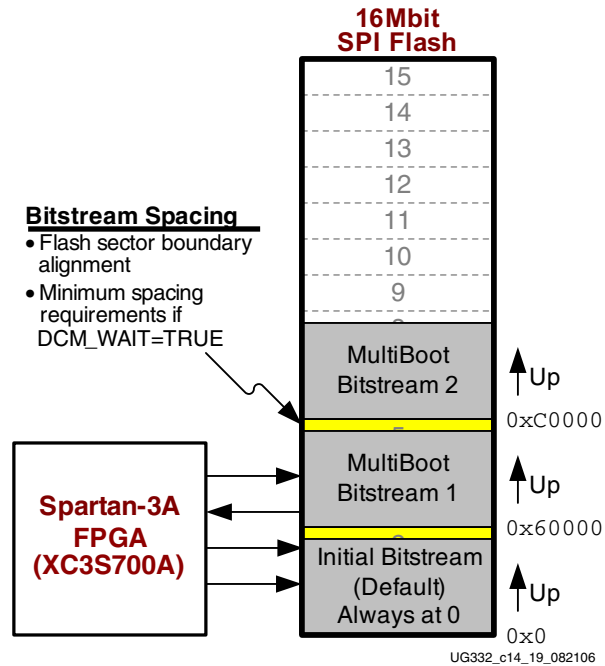 16Mbit
SPI Flash
15
14
13
12
11
10
9
Bitstream Spacing
• Flash sector boundary
alignment
• Minimum spacing
requirements if
DCM_WAIT=TRUE
MultiBoot
Bitstream 2
Up
0xC0000
MultiBoot
Bitstream 1
Up
0x60000
Spartan-3A
FPGA
(XC3S700A)
Initial Bitstream
(Default)
Always at 0
Up
0x0
UG332_c14_19_082106